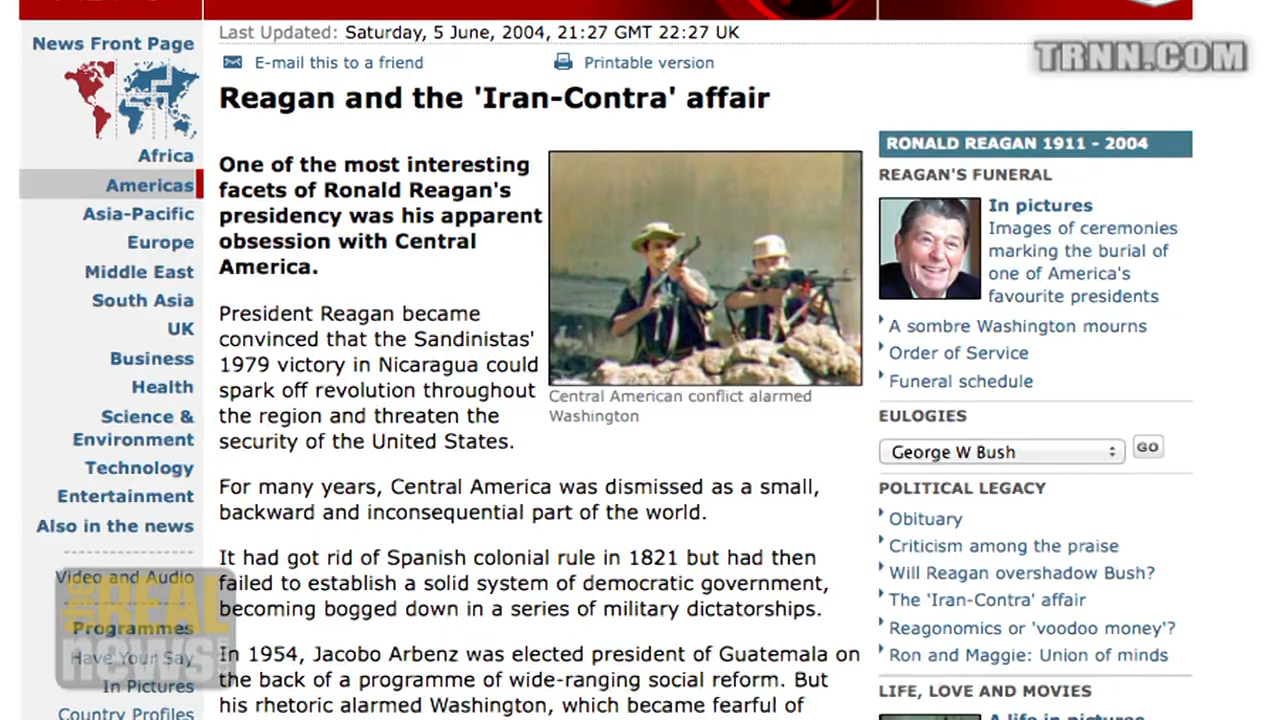 Last Updated: Saturday, 5 June, 2004, 21:27 GMT 22:27 UK
TRNN.COM
E-mail this to a friend
Printable version
Reagan and the 'Iran-Contra' affair
News Front Page
Africa
Americas
Asia-Pacific
Europe
Middle East
South Asia
UK
Business
Health
Science &
Environment
Technology
Entertainment
Also in the news
Video and Audio
Programmes
Have Your Say
In Pictures
Country Profiles
THE REAL
news
One of the most interesting
facets of Ronald Reagan's
presidency was his apparent
obsession with Central
America.
President Reagan became
convinced that the Sandinistas'
1979 victory in Nicaragua could
spark off revolution throughout
the region and threaten the
security of the United States.
Central American conflict alarmed
Washington
For many years, Central America was dismissed as a small,
backward and inconsequential part of the world.
It had got rid of Spanish colonial rule in 1821 but had then
failed to establish a solid system of democratic government,
becoming bogged down in a series of military dictatorships.
In 1954, Jacobo Arbenz was elected president of Guatemala on
the back of a programme of wide-ranging social reform. But
his rhetoric alarmed Washington, which became fearful of
RONALD REAGAN 1911 - 2004
REAGAN'S FUNERAL
In pictures
Images of ceremonies
marking the burial of
one of America's
favourite presidents
A sombre Washington mourns
Order of Service
Funeral schedule
EULOGIES
George W Bush
GO
POLITICAL LEGACY
Obituary
Criticism among the praise
Will Reagan overshadow Bush?
The 'Iran-Contra' affair
Reagonomics or 'voodoo money'?
Ron and Maggie: Union of minds
LIFE, LOVE AND MOVIES
A life in pictures